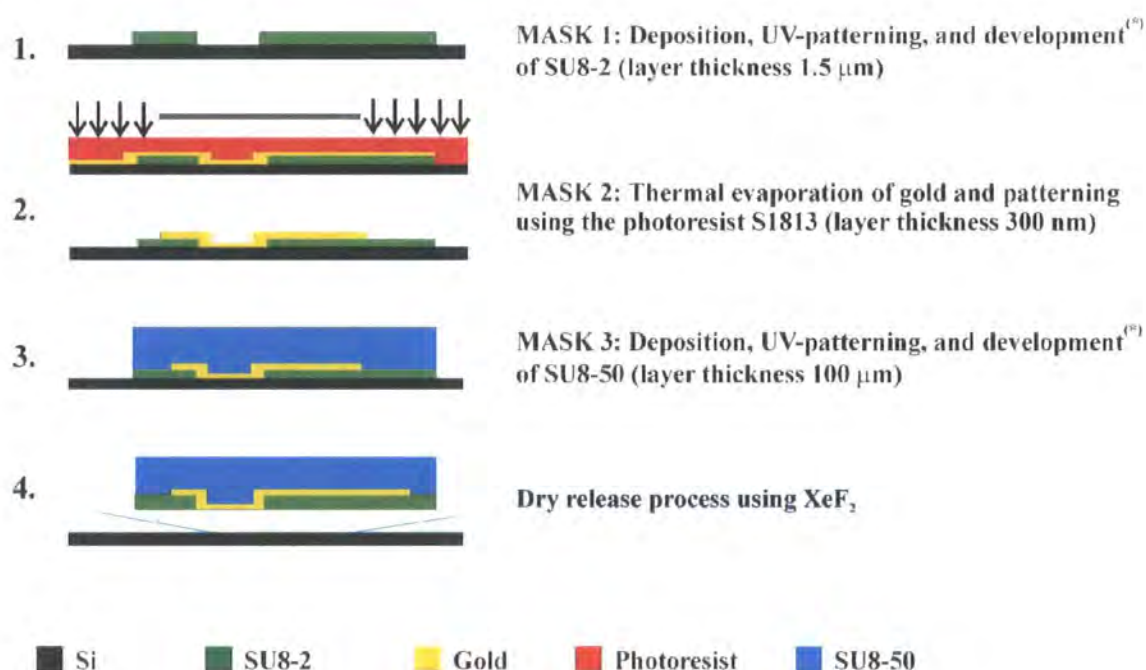 1.
MASK 1: Deposition, UV-patterning, and development(*)
of SU8-2 (layer thickness 1.5 μm)
2.
MASK 2: Thermal evaporation of gold and patterning
using the photoresist S1813 (layer thickness 300 nm)
3.
MASK 3: Deposition, UV-patterning, and development(*)
of SU8-50 (layer thickness 100 μm)
4.
Dry release process using XeF₂
Si SU8-2 Gold Photoresist SU8-50